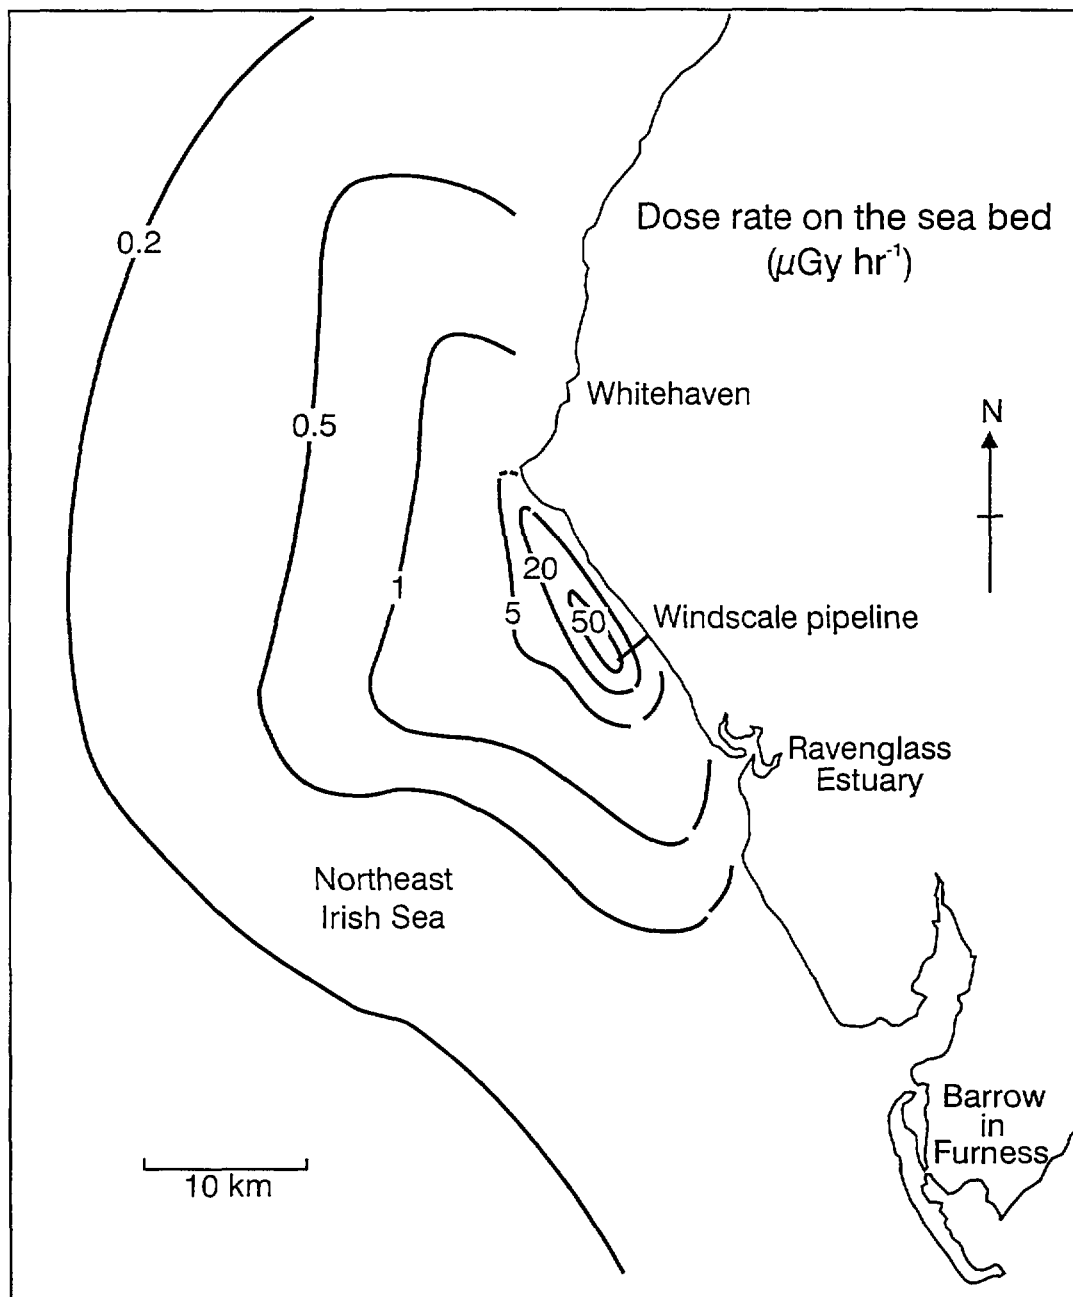 Dose rate on the sea bed
(μGy hr⁻¹)
0.2
0.5
Whitehaven
N
20
1
5
50
Windscale pipeline
Ravenglass
Estuary
Northeast
Irish Sea
Barrow
in
Furness
10 km